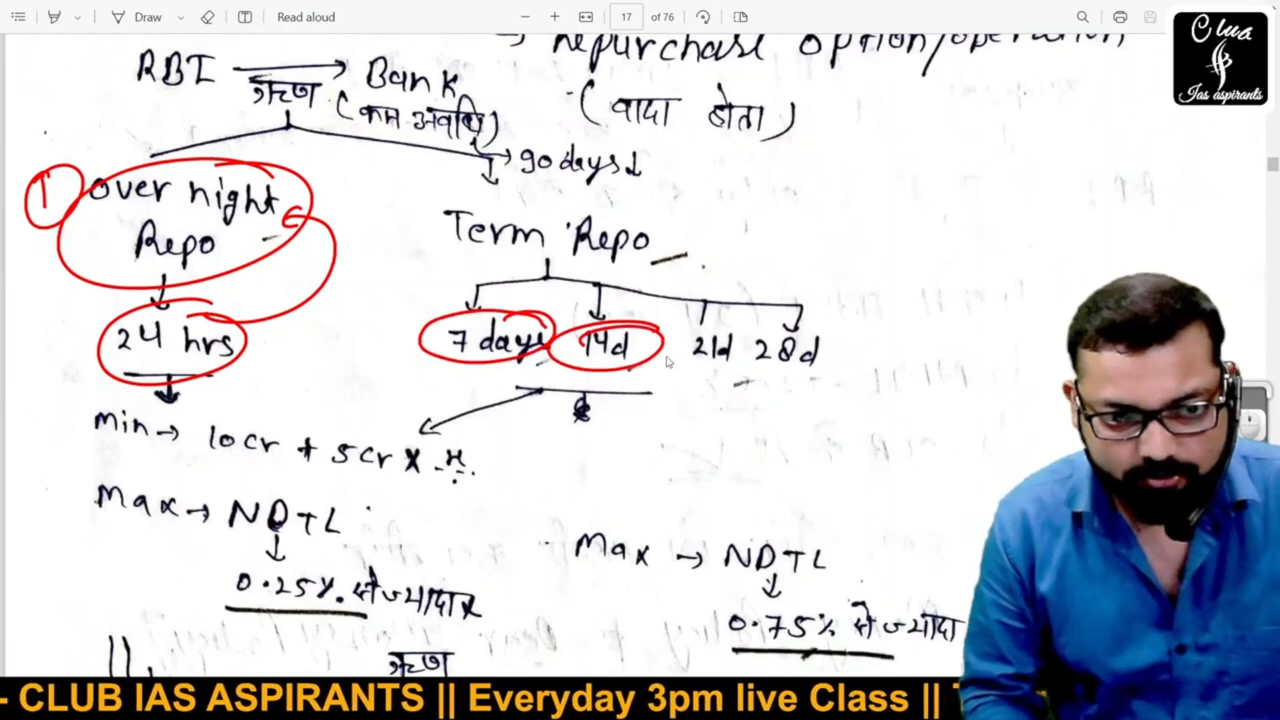 Draw
Read aloud
17 of 76
Club
Ias aspirants
Repurchase option/operation
RBI → Bank
ऋण
(कम अवधि)
(वादा होता)
→ 90 days ↓
1 over night
Repo
Term Repo
24 hrs
7 days 14d 21d 28d
Min → 10cr + 5cr x
Max → NDTL
0.25%. से ज्यादा x
Max → NDTL
0.75% से ज्यादा
ऋण
- CLUB IAS ASPIRANTS || Everyday 3pm live Class || T